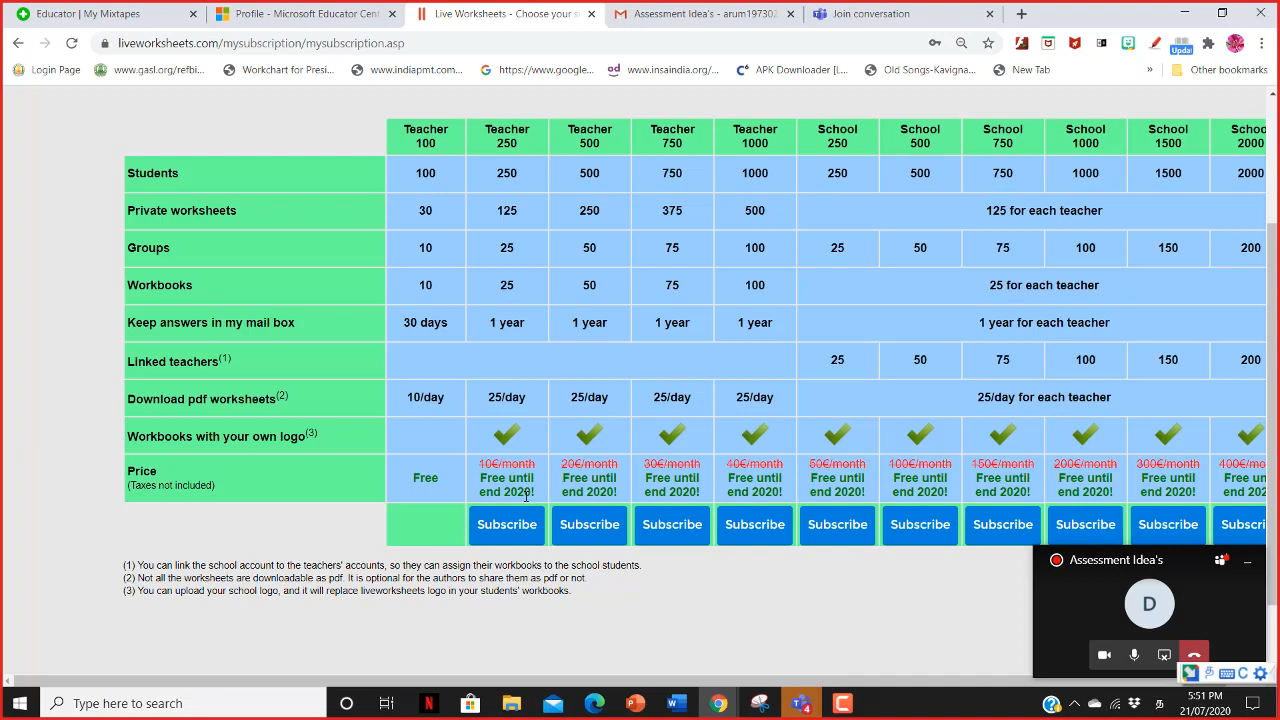 Educator | My Mixtapes
Profile - Microsoft Educator Cent
Live Worksheets - Choose your s
Assessment Idea's - arum197302
Join conversation
liveworksheets.com/mysubscription/mysubscription.asp
Login Page
www.gasl.org/refbi...
Workchart for Presi...
www.indiapmt.com...
https://www.google...
www.insaindia.org/...
APK Downloader [L...
Old Songs-Kavigna...
New Tab
»
Other bookmarks
Teacher 100 Teacher 250 Teacher 500 Teacher 750 Teacher 1000 School 250 School 500 School 750 School 1000 School 1500 School 2000
Students 100 250 500 750 1000 250 500 750 1000 1500 2000
Private worksheets 30 125 250 375 500 125 for each teacher
Groups 10 25 50 75 100 25 50 75 100 150 200
Workbooks 10 25 50 75 100 25 for each teacher
Keep answers in my mail box 30 days 1 year 1 year 1 year 1 year 1 year for each teacher
Linked teachers(1) 25 50 75 100 150 200
Download pdf worksheets(2) 10/day 25/day 25/day 25/day 25/day 25/day for each teacher
Workbooks with your own logo(3)
Price
(Taxes not included)
Free
10€/month 20€/month 30€/month 40€/month 50€/month 100€/month 150€/month 200€/month 300€/month 400€/mo
Free until Free until Free until Free until Free until Free until Free until Free until Free until Free until
end 2020! end 2020! end 2020! end 2020! end 2020! end 2020! end 2020! end 2020! end 2020! end 2020!
Subscribe Subscribe Subscribe Subscribe Subscribe Subscribe Subscribe Subscribe Subscribe Subscri
(1) You can link the school account to the teachers' accounts, so they can assign their workbooks to the school students.
(2) Not all the worksheets are downloadable as pdf. It is optional for the authors to share them as pdf or not.
(3) You can upload your school logo, and it will replace liveworksheets logo in your students' workbooks.
Assessment Idea's
D
Type here to search
4
5:51 PM
21/07/2020